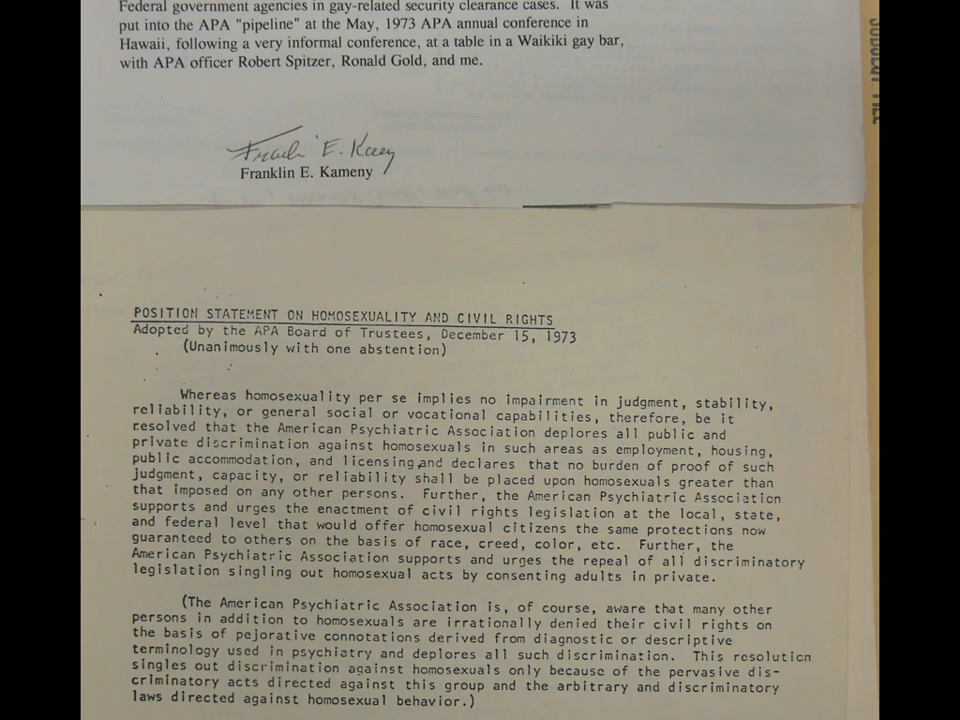 Federal government agencies in gay-related security clearance cases. It was
put into the APA "pipeline" at the May, 1973 APA annual conference in
Hawaii, following a very informal conference, at a table in a Waikiki gay bar,
with APA officer Robert Spitzer, Ronald Gold, and me.
Franklin E. Kameny
POSITION STATEMENT ON HOMOSEXUALITY AND CIVIL RIGHTS
Adopted by the APA Board of Trustees, December 15, 1973
(Unanimously with one abstention)
Whereas homosexuality per se implies no impairment in judgment, stability,
reliability, or general social or vocational capabilities, therefore, be it
resolved that the American Psychiatric Association deplores all public and
private discrimination against homosexuals in such areas as employment, housing,
public accommodation, and licensing,and declares that no burden of proof of such
judgment, capacity, or reliability shall be placed upon homosexuals greater than
that imposed on any other persons. Further, the American Psychiatric Association
supports and urges the enactment of civil rights legislation at the local, state,
and federal level that would offer homosexual citizens the same protections now
guaranteed to others on the basis of race, creed, color, etc. Further, the
American Psychiatric Association supports and urges the repeal of all discriminatory
legislation singling out homosexual acts by consenting adults in private.
(The American Psychiatric Association is, of course, aware that many other
persons in addition to homosexuals are irrationally denied their civil rights on
the basis of pejorative connotations derived from diagnostic or descriptive
terminology used in psychiatry and deplores all such discrimination. This resolution
singles out discrimination against homosexuals only because of the pervasive dis-
criminatory acts directed against this group and the arbitrary and discriminatory
laws directed against homosexual behavior.)